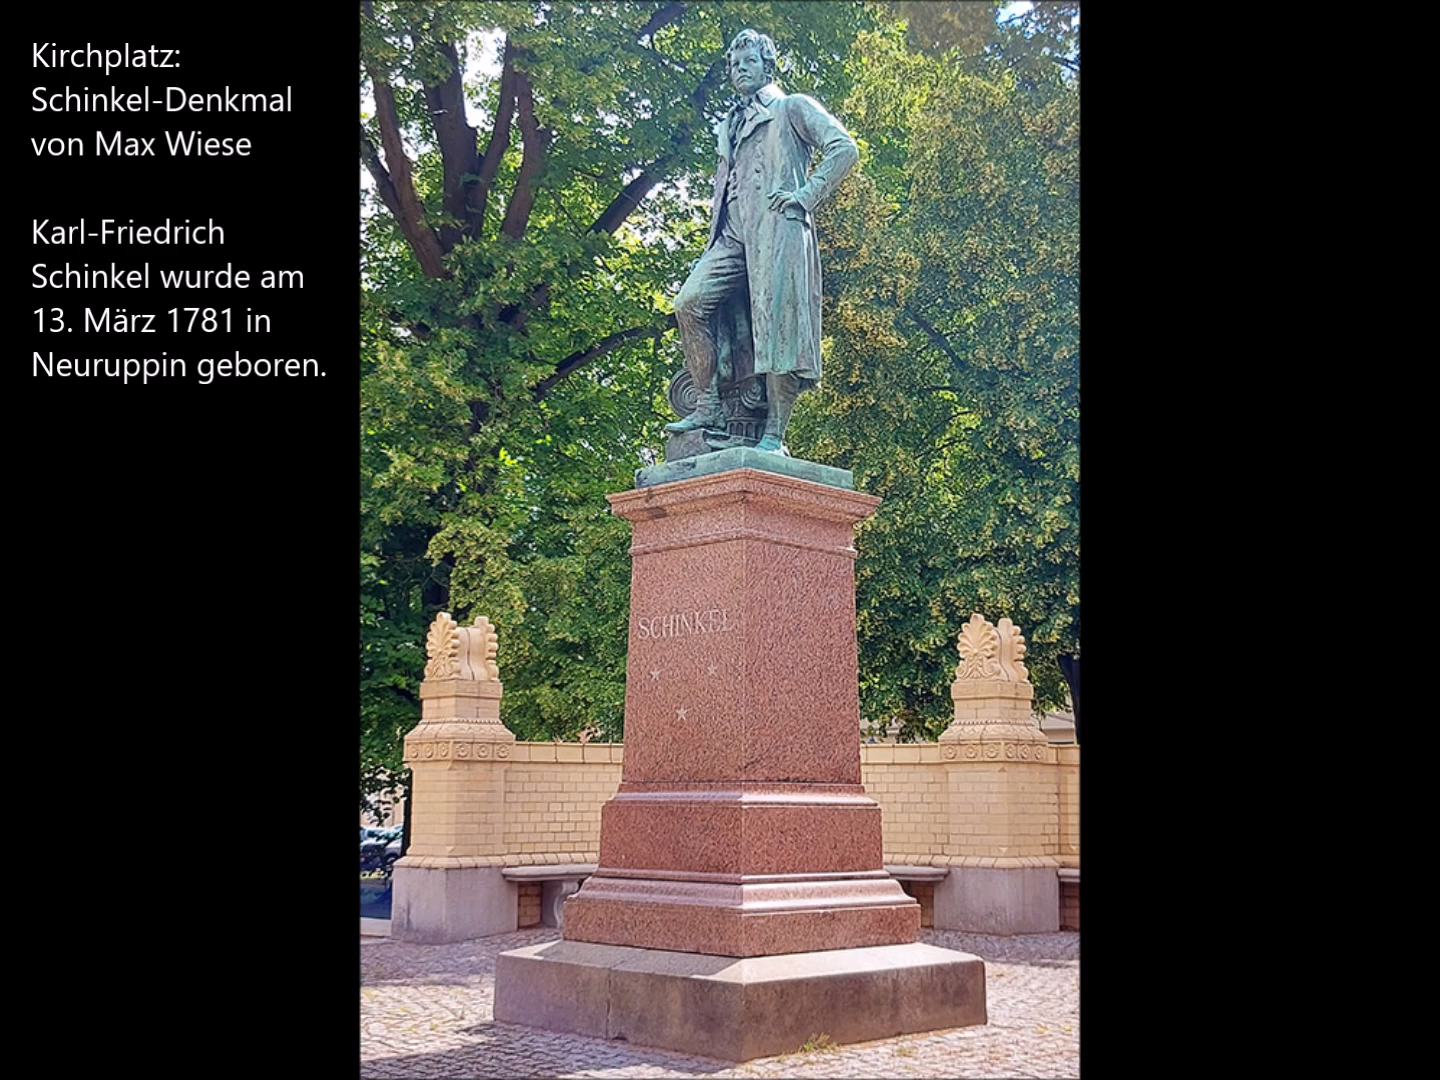 Kirchplatz:
Schinkel-Denkmal
von Max Wiese
Karl-Friedrich
Schinkel wurde am
13. März 1781 in
Neuruppin geboren.
SCHINKEL